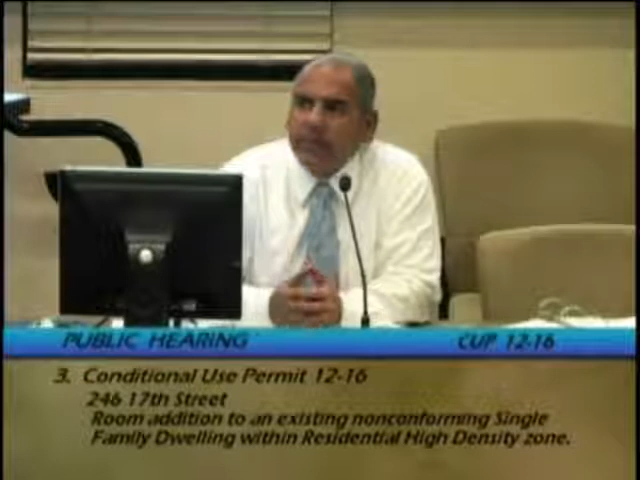 PUBLIC HEARING CUP 12-16
3. Conditional Use Permit 12-16
246 17th Street
Room addition to an existing nonconforming Single
Family Dwelling within Residential High Density zone.